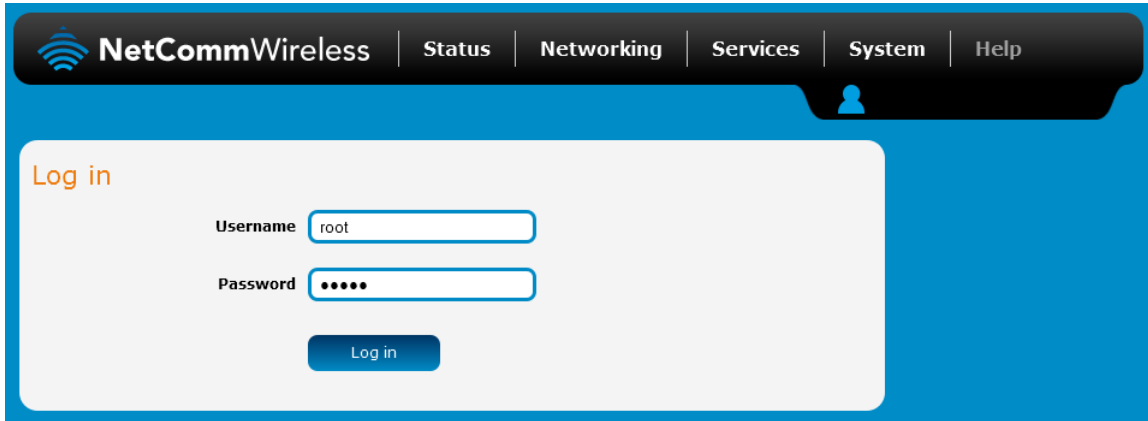 NetCommWireless Status Networking Services System Help
Log in
Username root
Password •••••
Log in